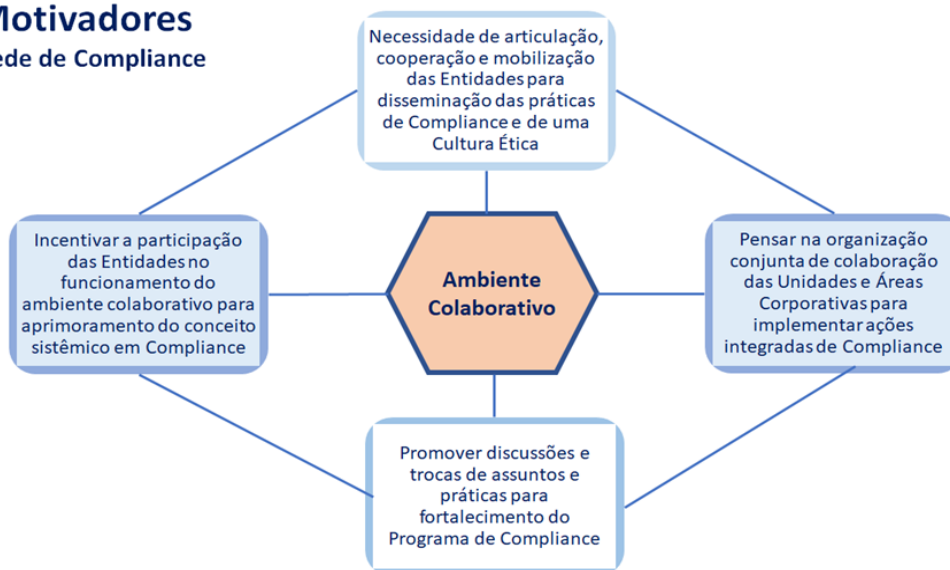 Motivadores
ede de Compliance
Necessidade de articulação,
cooperação e mobilização
das Entidades para
disseminação das práticas
de Compliance e de uma
Cultura Ética
Incentivar a participação
das Entidades no
funcionamento do
ambiente colaborativo para
aprimoramento do conceito
sistêmico em Compliance
Ambiente
Colaborativo
Pensar na organização
conjunta de colaboração
das Unidades e Áreas
Corporativas para
implementar ações
integradas de Compliance
Promover discussões e
trocas de assuntos e
práticas para
fortalecimento do
Programa de Compliance